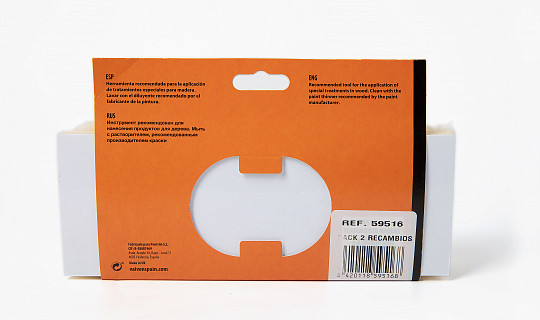 ESP
Herramienta recomendada para la aplicación
de tratamientos especiales para madera.
Lavar con el diluyente recomendado por el
fabricante de la pintura.
RUS
Инструмент рекомендован для
нанесения продуктов для дерева. Мыть
с растворителем, рекомендованным
производителем краски
ENG
Recommended tool for the application of
special treatments in wood. Clean with the
paint thinner recommended by the paint
manufacturer.
REF. 59516
ACK 2 RECAMBIOS
8 420118 595168